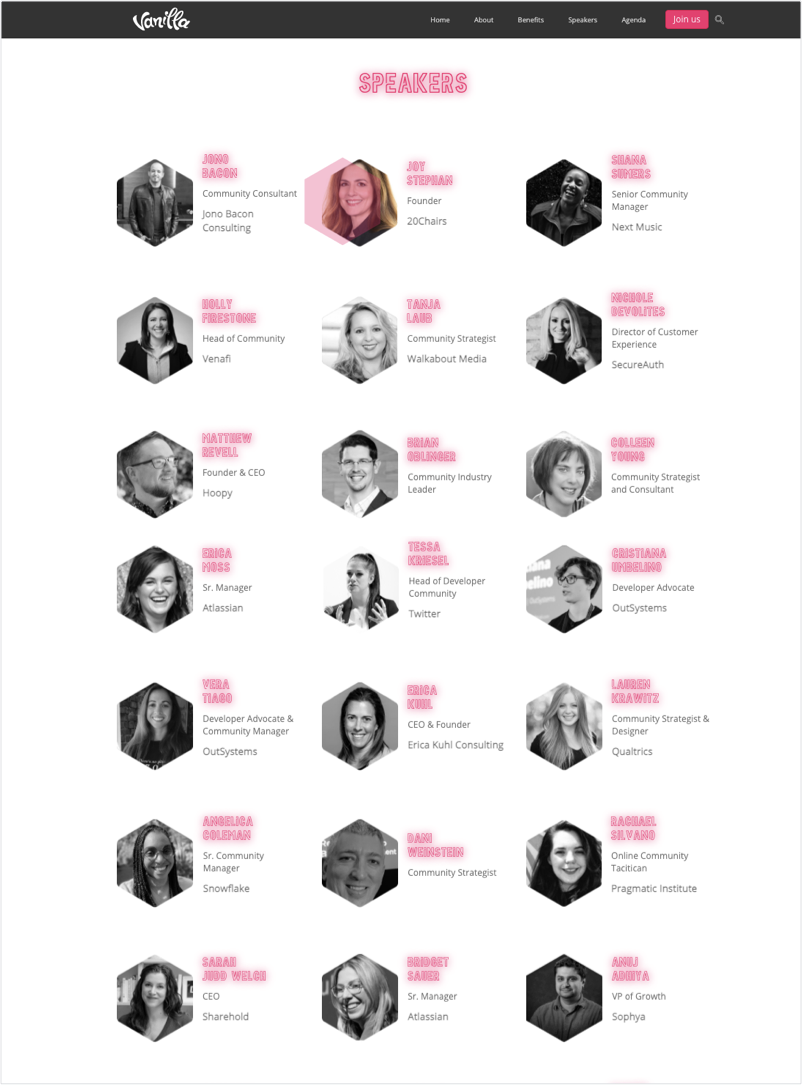 Vanilla
Home About Benefits Speakers Agenda Join us
SPEAKERS
JONO
BACON
Community Consultant
Jono Bacon
Consulting
JOY
STEPHAN
Founder
20Chairs
SHANA
SUMERS
Senior Community
Manager
Next Music
HOLLY
FIRESTONE
Head of Community
Venafi
TANJA
LAUB
Community Strategist
Walkabout Media
NICHOLE
DEVOLITES
Director of Customer
Experience
SecureAuth
MATTHEW
REVELL
Founder & CEO
Hoopy
BRIAN
OBLINGER
Community Industry
Leader
COLLEEN
YOUNG
Community Strategist
and Consultant
ERICA
MOSS
Sr. Manager
Atlassian
TESSA
KRIESEL
Head of Developer
Community
Twitter
CRISTIANA
UMBELINO
Developer Advocate
OutSystems
VERA
TIAGO
Developer Advocate &
Community Manager
OutSystems
ERICA
KUHL
CEO & Founder
Erica Kuhl Consulting
LAUREN
KRAWITZ
Community Strategist &
Designer
Qualtrics
ANGELICA
COLEMAN
Sr. Community
Manager
Snowflake
DANI
WEINSTEIN
Community Strategist
RACHAEL
SILVANO
Online Community
Tacitican
Pragmatic Institute
SARAH
JUDD WELCH
CEO
Sharehold
BRIDGET
SAUER
Sr. Manager
Atlassian
ANUJ
ADHIYA
VP of Growth
Sophya